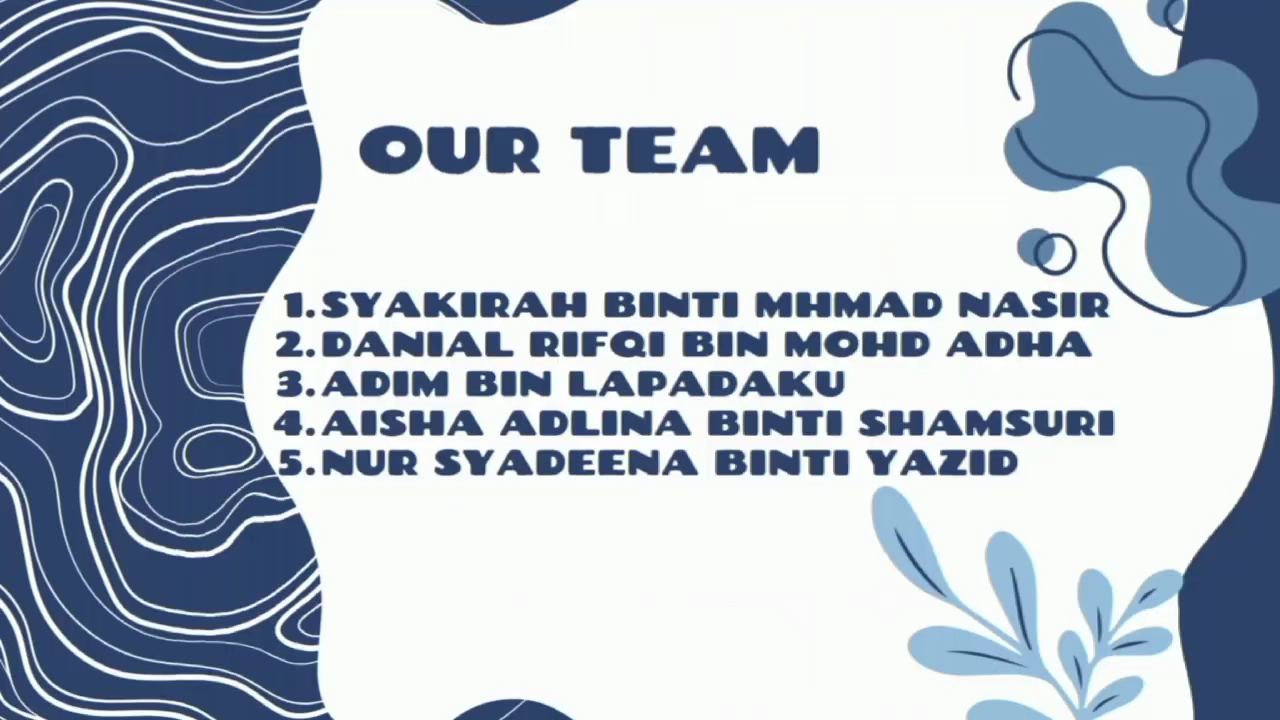 OUR TEAM
1. SYAKIRAH BINTI MHMAD NASIR
2. DANIAL RIFQI BIN MOHD ADHA
3. ADIM BIN LAPADAKU
4. AISHA ADLINA BINTI SHAMSURI
5. NUR SYADEENA BINTI YAZID